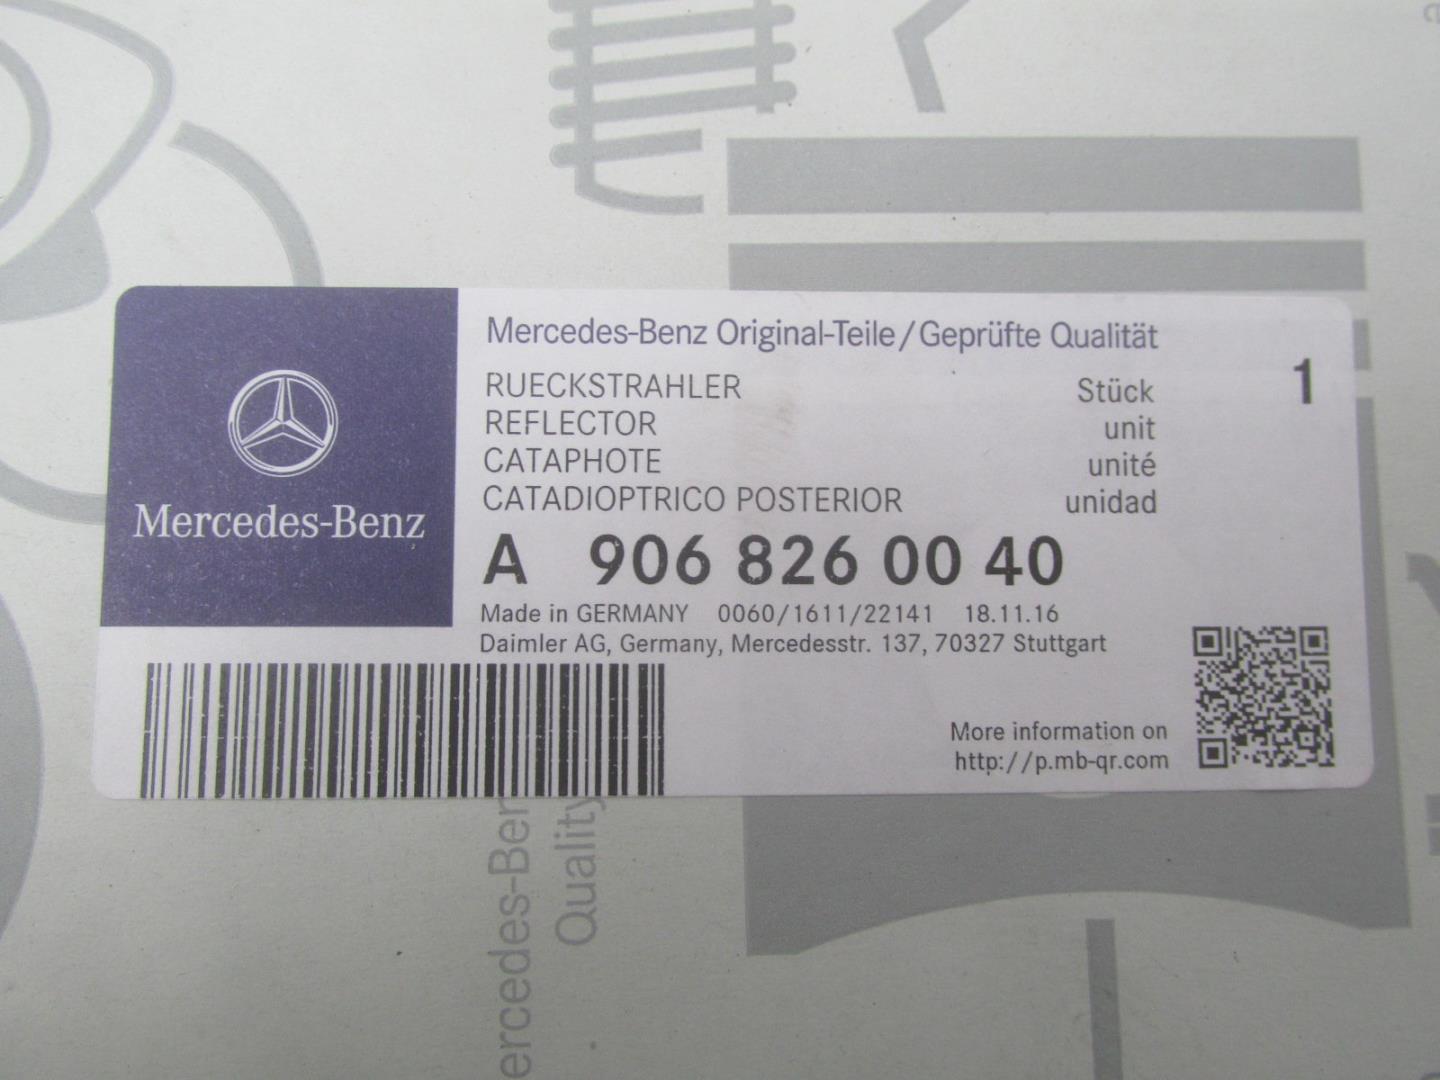 Mercedes-Benz
Mercedes-Benz Original-Teile/Geprüfte Qualität
RUECKSTRAHLER Stück 1
REFLECTOR unit
CATAPHOTE unité
CATADIOPTRICO POSTERIOR unidad
A 906 826 00 40
Made in GERMANY 0060/1611/22141 18.11.16
Daimler AG, Germany, Mercedesstr. 137, 70327 Stuttgart
More information on
http://p.mb-qr.com
ercedes-Ben
Quality